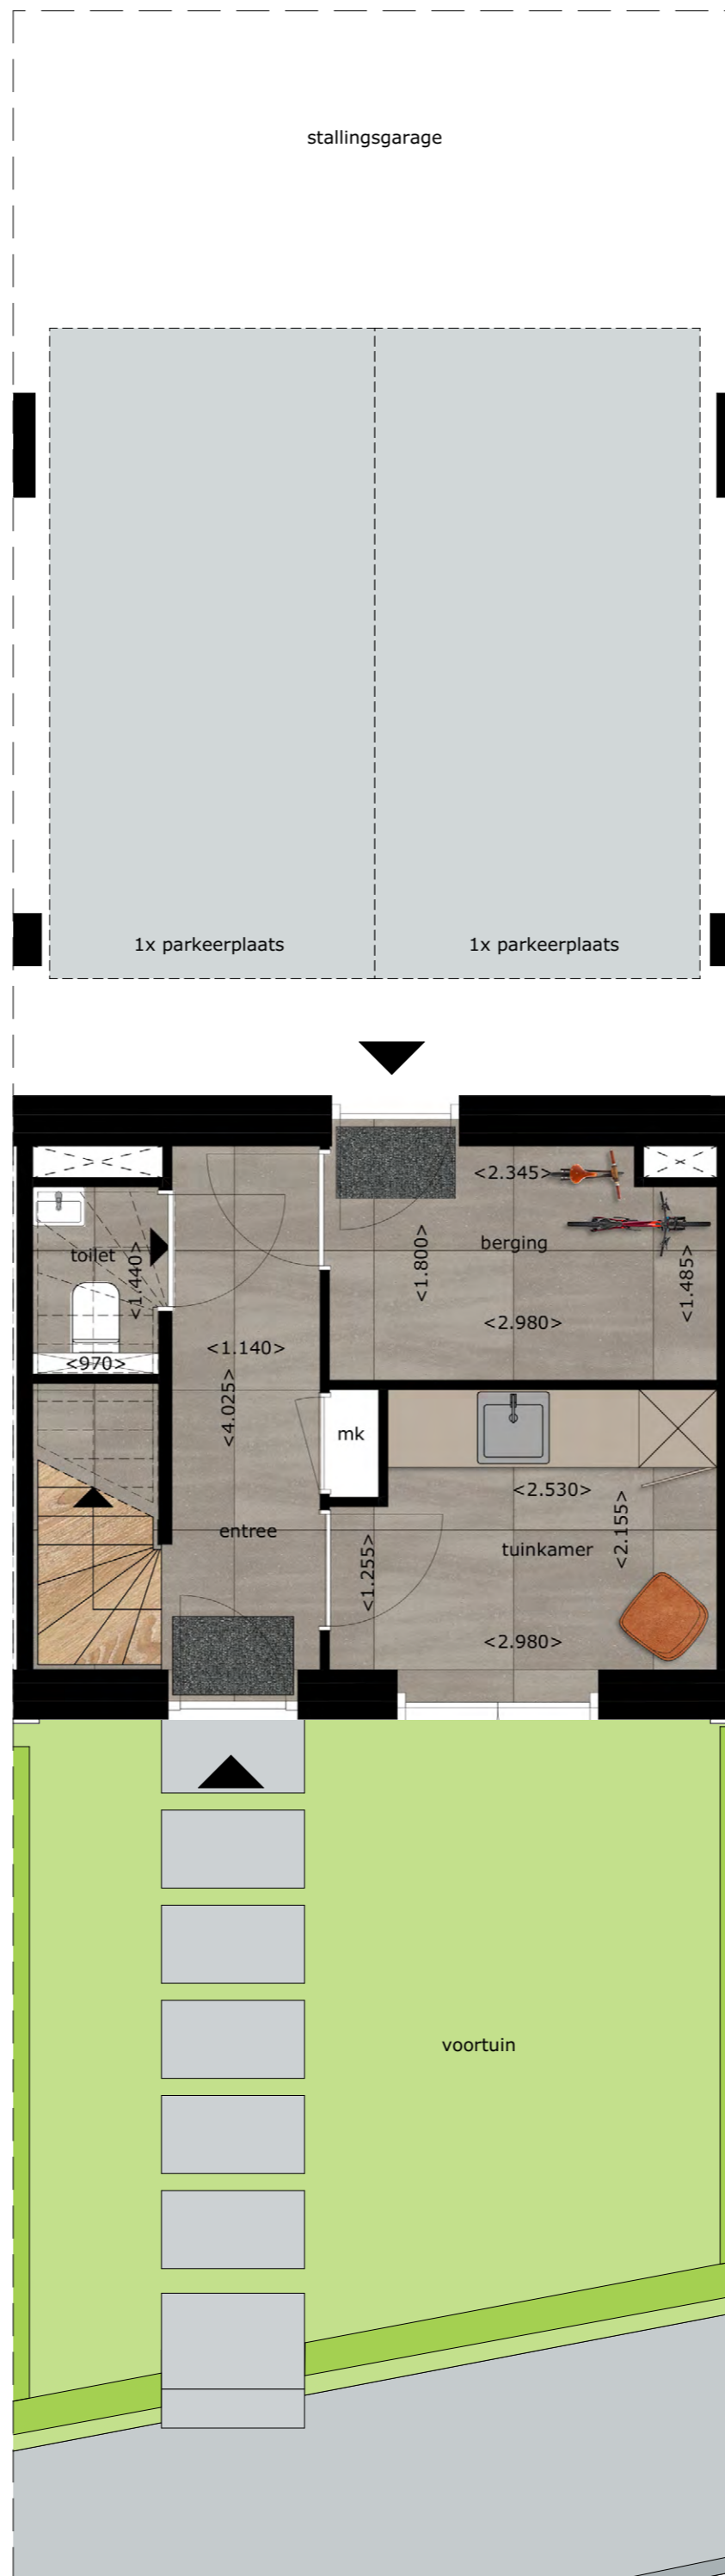 stallingsgarage
1x parkeerplaats
1x parkeerplaats
<2.345>
berging
<1.800>
<1.485>
toilet
<1.440>
<2.980>
<1.140>
<970>
<4.025>
mk
<2.530>
<2.155>
entree
tuinkamer
<1.255>
<2.980>
voortuin